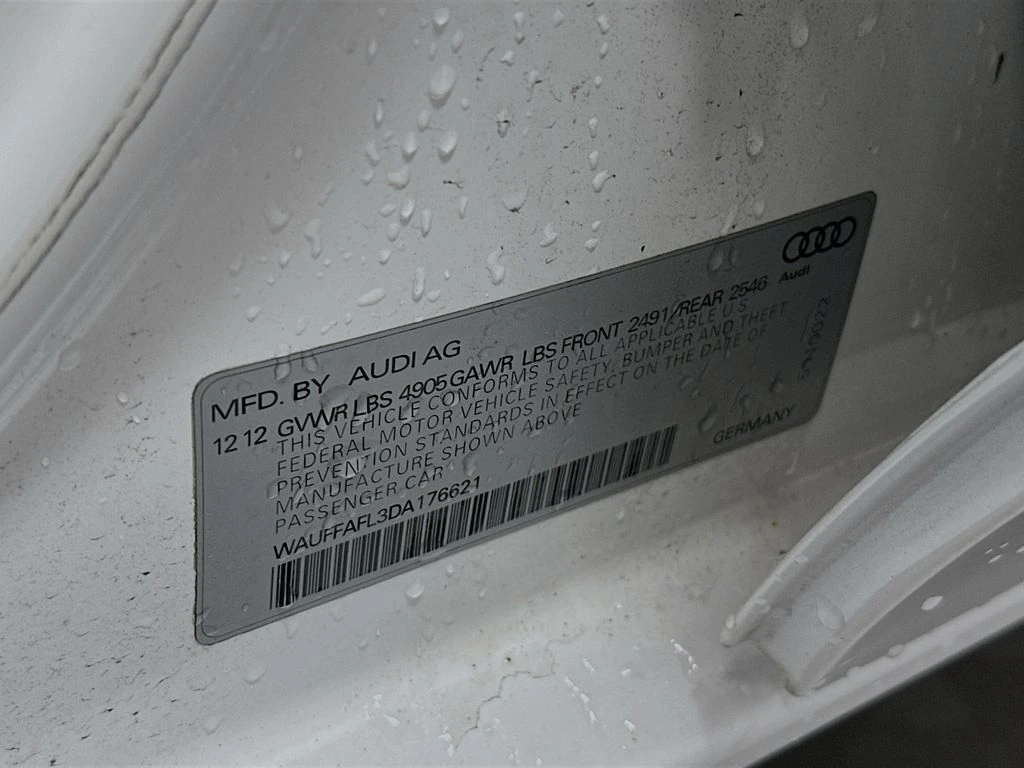 MFD. BY AUDI AG
12 12 GVWR LBS 4905 GAWR LBS FRONT 2491/REAR 2546
THIS VEHICLE CONFORMS TO ALL APPLICABLE U.S.
FEDERAL MOTOR VEHICLE SAFETY, BUMPER AND THEFT
PREVENTION STANDARDS IN EFFECT ON THE DATE OF
MANUFACTURE SHOWN ABOVE
PASSENGER CAR
WAUFFAFL3DA176621
GERMANY
Audi